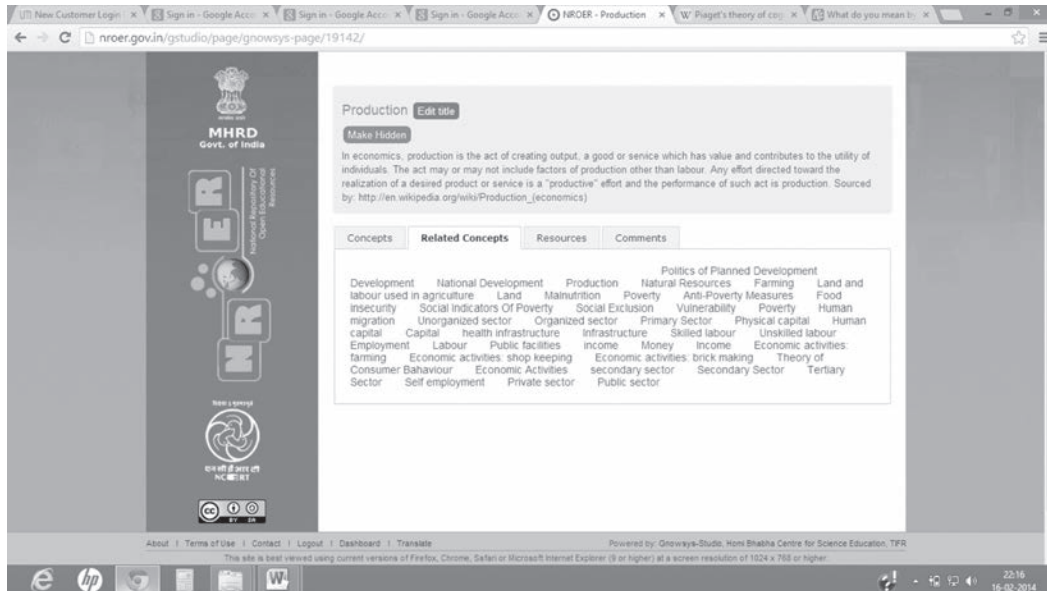 New Customer Login
Sign in - Google Acco
Sign in - Google Acco
Sign in - Google Acco
NROER - Production
Piaget's theory of cog
What do you mean by
nroer.gov.in/gstudio/page/gnowsys-page/19142/
MHRD
Govt. of India
National Repository Of
Open Educational
Resources
NROER
एन सी ई आर टी
NCERT
CC BY SA
Production Edit title
Make Hidden
In economics, production is the act of creating output, a good or service which has value and contributes to the utility of
individuals. The act may or may not include factors of production other than labour. Any effort directed toward the
realization of a desired product or service is a "productive" effort and the performance of such act is production. Sourced
by: http://en.wikipedia.org/wiki/Production_(economics)
Concepts Related Concepts Resources Comments
Politics of Planned Development
Development National Development Production Natural Resources Farming Land and
labour used in agriculture Land Malnutrition Poverty Anti-Poverty Measures Food
insecurity Social Indicators Of Poverty Social Exclusion Vulnerability Poverty Human
migration Unorganized sector Organized sector Primary Sector Physical capital Human
capital Capital health infrastructure Infrastructure Skilled labour Unskilled labour
Employment Labour Public facilities income Money Income Economic activities:
farming Economic activities: shop keeping Economic activities: brick making Theory of
Consumer Bahaviour Economic Activities secondary sector Secondary Sector Tertiary
Sector Self employment Private sector Public sector
About | Terms of Use | Contact | Logout | Dashboard | Translate
Powered by: Gnowsys-Studio, Homi Bhabha Centre for Science Education, TIFR
This site is best viewed using current versions of Firefox, Chrome, Safari or Microsoft Internet Explorer (9 or higher) at a screen resolution of 1024 x 768 or higher.
22:16
16-02-2014